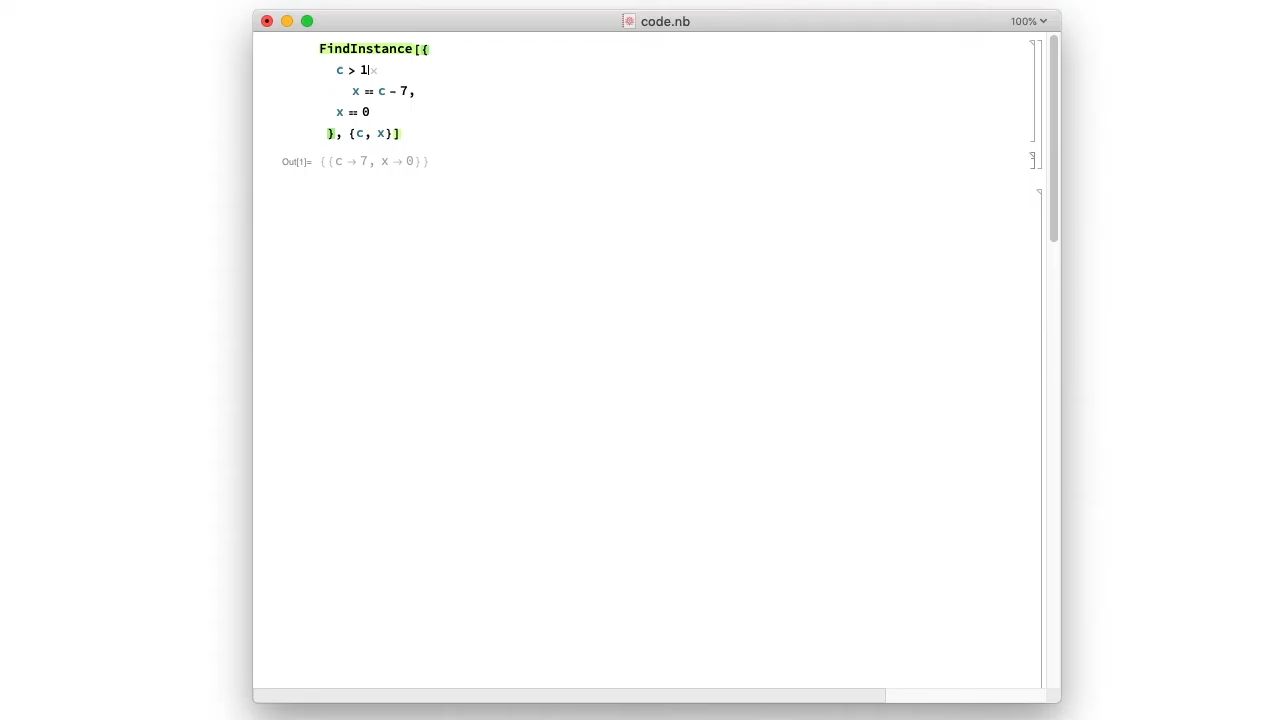 code.nb
100%
FindInstance[{
c > 1×
x == c - 7,
x == 0
}, {c, x}]
Out[1]= {{c → 7, x → 0}}